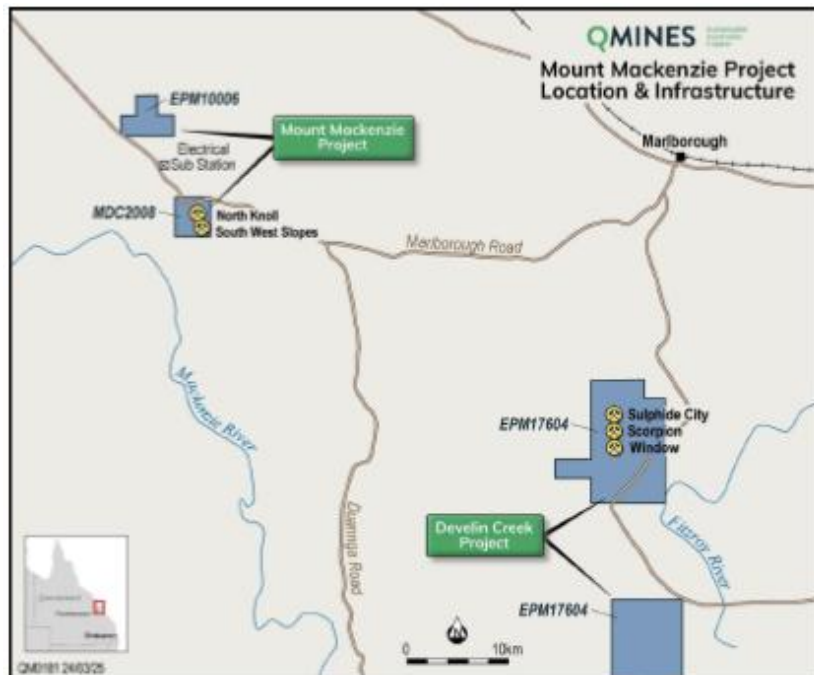 QMINES
Mount Mackenzie Project
Location & Infrastructure
EPM10006
Mount Mackenzie
Project
Marlborough
Electrical
Sub Station
MDC2008
North Knoll
South West Slopes
Marlborough Road
Mackenzie River
Sulphide City
EPM17604
Scorpion
Window
Develin Creek
Project
Road
Fitzroy River
EPM17604
N
0 10km
QM3181 24/03/25